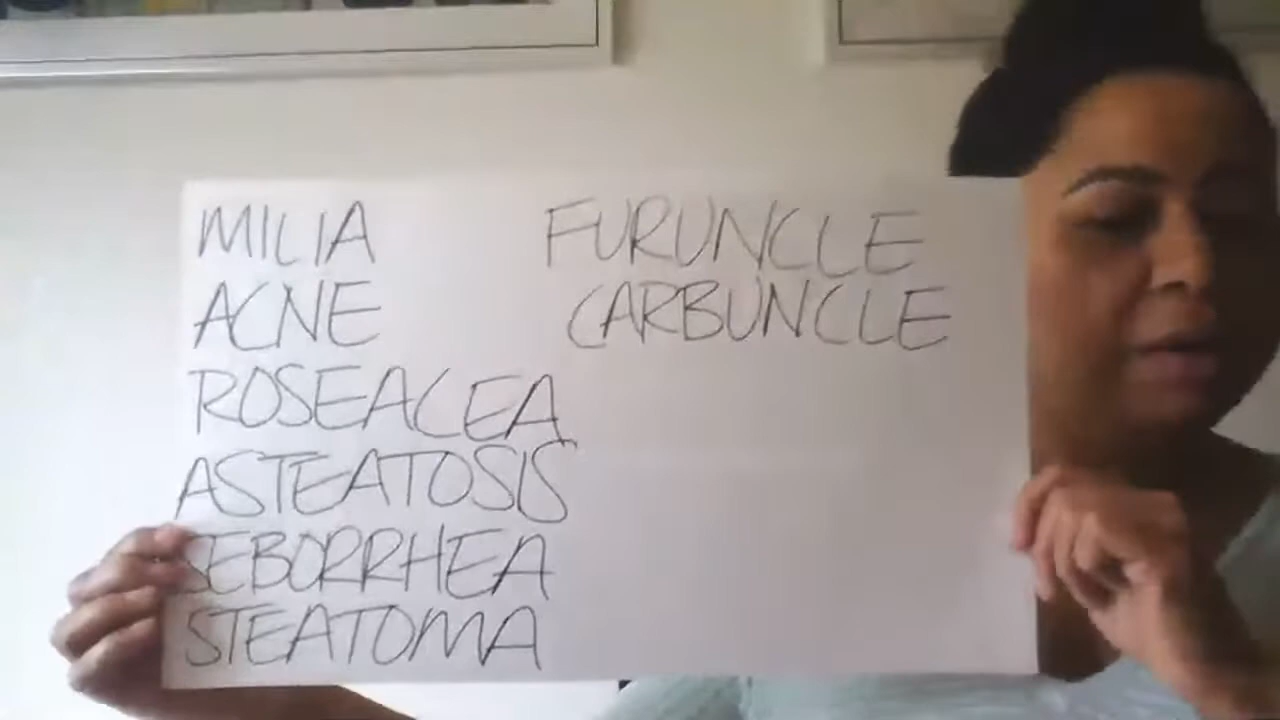 MILIA
ACNE
ROSEACEA
ASTEATOSIS
SEBORRHEA
STEATOMA
FURUNCLE
CARBUNCLE